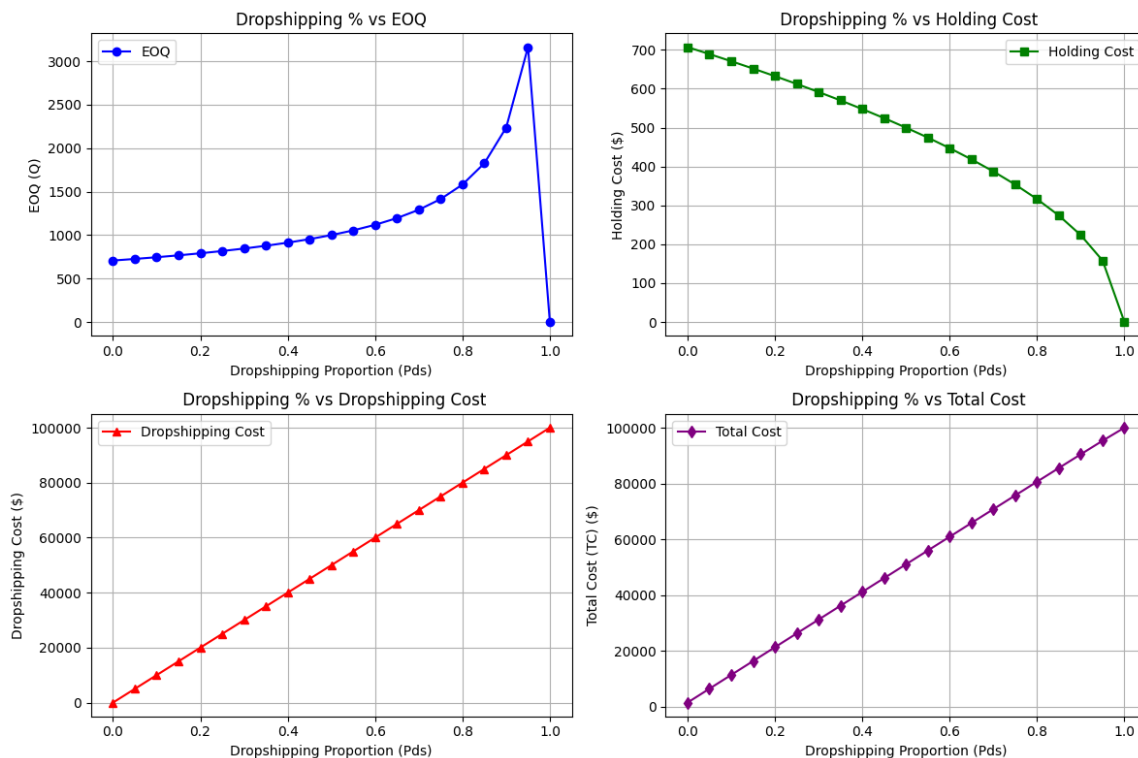 Dropshipping % vs EOQ
EOQ
EOQ (Q)
3000
2500
2000
1500
1000
500
0
0.0 0.2 0.4 0.6 0.8 1.0
Dropshipping Proportion (Pds)
Dropshipping % vs Holding Cost
Holding Cost
Holding Cost ($)
700
600
500
400
300
200
100
0
0.0 0.2 0.4 0.6 0.8 1.0
Dropshipping Proportion (Pds)
Dropshipping % vs Dropshipping Cost
Dropshipping Cost
Dropshipping Cost ($)
100000
80000
60000
40000
20000
0
0.0 0.2 0.4 0.6 0.8 1.0
Dropshipping Proportion (Pds)
Dropshipping % vs Total Cost
Total Cost
Total Cost (TC) ($)
100000
80000
60000
40000
20000
0
0.0 0.2 0.4 0.6 0.8 1.0
Dropshipping Proportion (Pds)